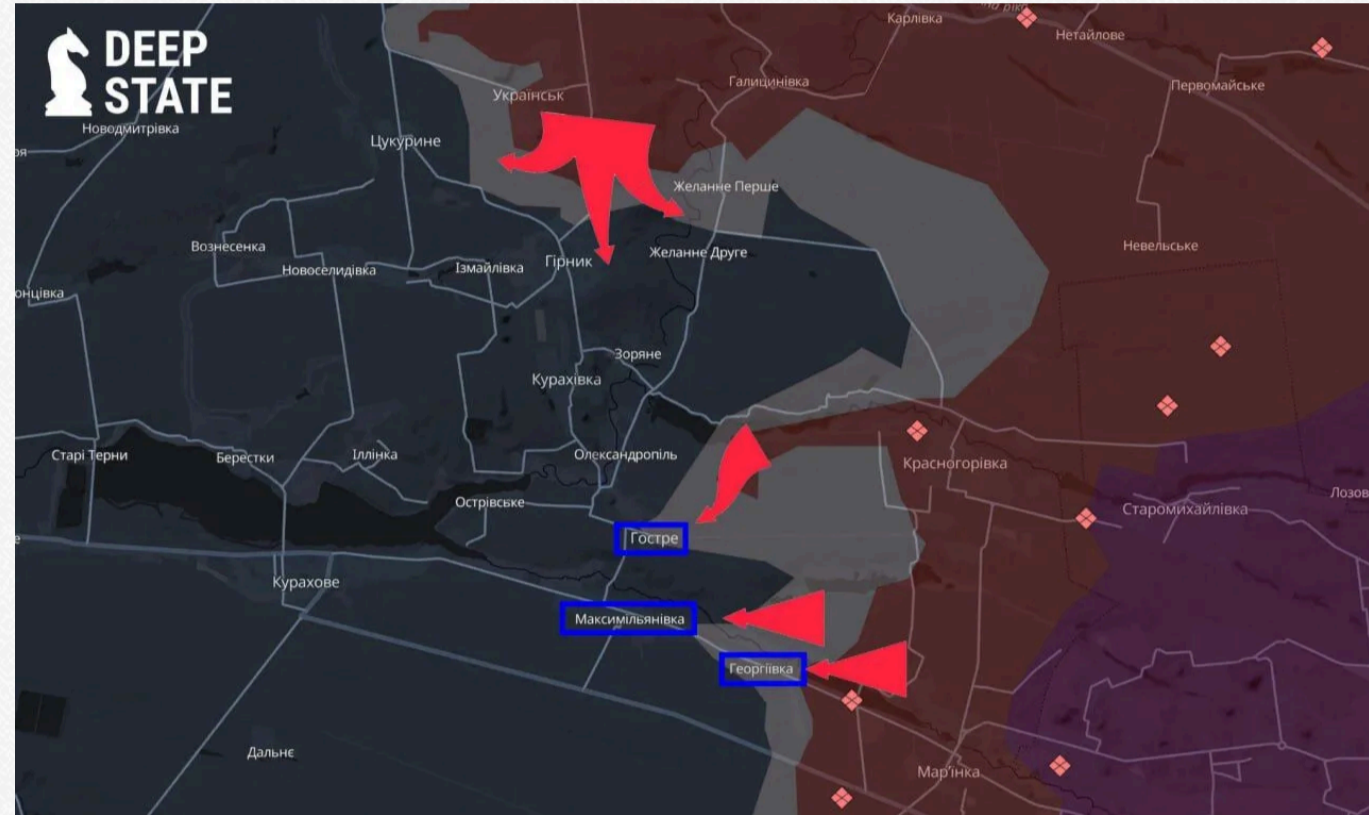 DEEP
STATE
Карлівка
Нетайлове
Галицинівка
Первомайське
Українськ
Новодмитрівка
Цукурине
Желанне Перше
Вознесенка
Невельське
Желанне Друге
Гірник
Ізмайлівка
Новоселидівка
онцівка
Зоряне
Курахівка
Старі Терни
Берестки
Іллінка
Олександропіль
Красногорівка
Лозов
Острівське
Старомихайлівка
Гостре
Курахове
Максимільянівка
Георгіївка
Дальнє
Мар'їнка